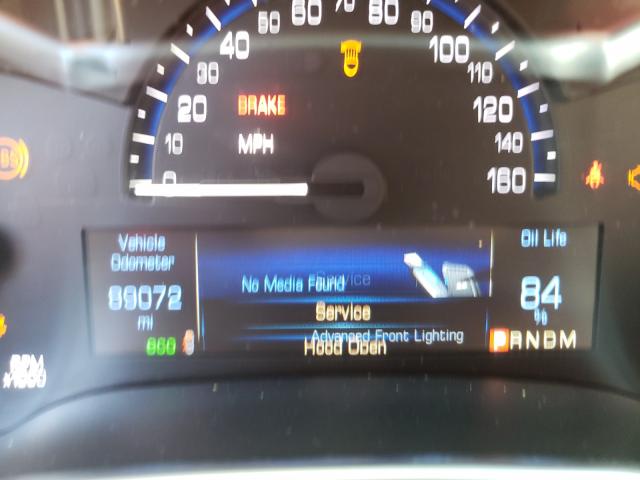 50 60 70 80 90
40 100
30 110
20 BRAKE 120
10 MPH 140
0 160
Vehicle Odometer
Oil Life
No Media Found
Service
84
%
mi
Service
Advanced Front Lighting
Hood Open
PRNDM
RPM
x1000